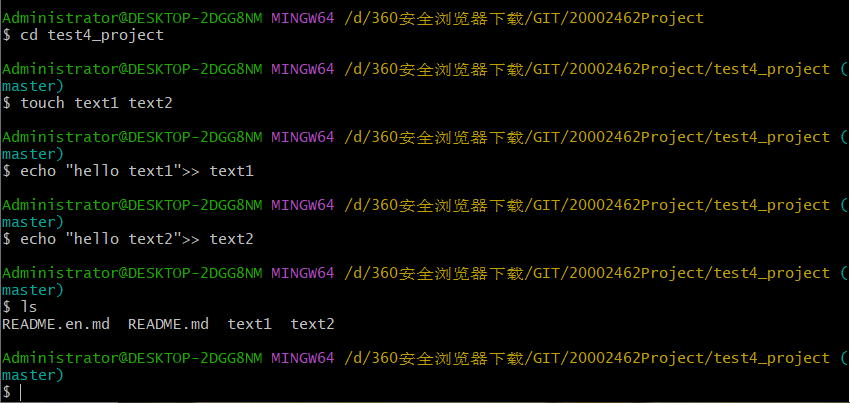 Administrator@DESKTOP-2DGG8NM MINGW64 /d/360安全浏览器下载/GIT/20002462Project
$ cd test4_project
Administrator@DESKTOP-2DGG8NM MINGW64 /d/360安全浏览器下载/GIT/20002462Project/test4_project (
master)
$ touch text1 text2
Administrator@DESKTOP-2DGG8NM MINGW64 /d/360安全浏览器下载/GIT/20002462Project/test4_project (
master)
$ echo "hello text1">> text1
Administrator@DESKTOP-2DGG8NM MINGW64 /d/360安全浏览器下载/GIT/20002462Project/test4_project (
master)
$ echo "hello text2">> text2
Administrator@DESKTOP-2DGG8NM MINGW64 /d/360安全浏览器下载/GIT/20002462Project/test4_project (
master)
$ ls
README.en.md  README.md  text1  text2
Administrator@DESKTOP-2DGG8NM MINGW64 /d/360安全浏览器下载/GIT/20002462Project/test4_project (
master)
$